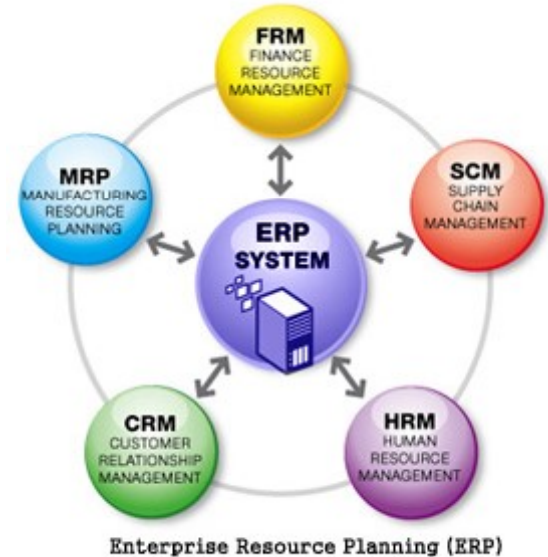 FRM
FINANCE
RESOURCE
MANAGEMENT
MRP
MANUFACTURING
RESOURCE
PLANNING
SCM
SUPPLY
CHAIN
MANAGEMENT
ERP
SYSTEM
CRM
CUSTOMER
RELATIONSHIP
MANAGEMENT
HRM
HUMAN
RESOURCE
MANAGEMENT
Enterprise Resource Planning (ERP)